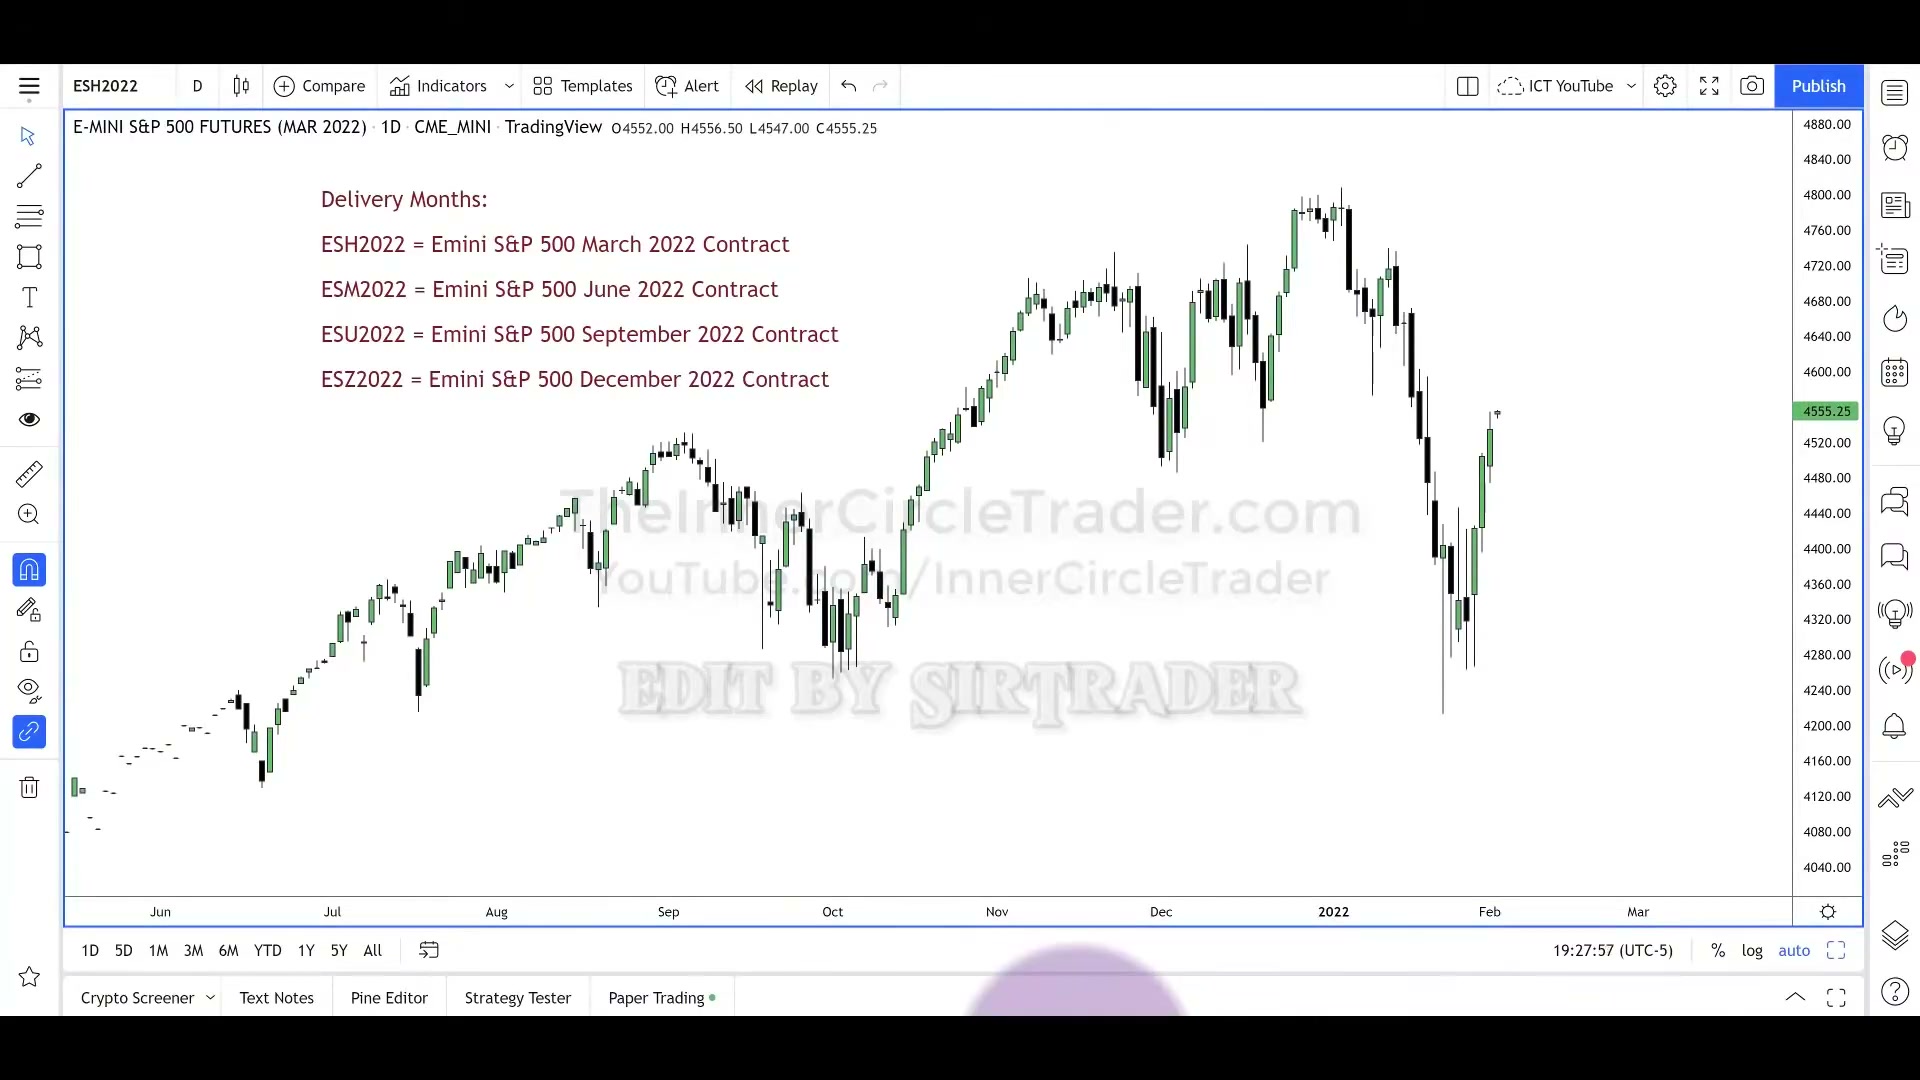 ESH2022 D Compare Indicators Templates Alert Replay ICT YouTube Publish
E-MINI S&P 500 FUTURES (MAR 2022) · 1D · CME_MINI · TradingView O4552.00 H4556.50 L4547.00 C4555.25
Delivery Months:
ESH2022 = Emini S&P 500 March 2022 Contract
ESM2022 = Emini S&P 500 June 2022 Contract
ESU2022 = Emini S&P 500 September 2022 Contract
ESZ2022 = Emini S&P 500 December 2022 Contract
TheInnerCircleTrader.com
YouTube.com/InnerCircleTrader
EDIT BY SIRTRADER
4880.00
4840.00
4800.00
4760.00
4720.00
4680.00
4640.00
4600.00
4555.25
4520.00
4480.00
4440.00
4400.00
4360.00
4320.00
4280.00
4240.00
4200.00
4160.00
4120.00
4080.00
4040.00
Jun Jul Aug Sep Oct Nov Dec 2022 Feb Mar
1D 5D 1M 3M 6M YTD 1Y 5Y All 19:27:57 (UTC-5) % log auto
Crypto Screener Text Notes Pine Editor Strategy Tester Paper Trading